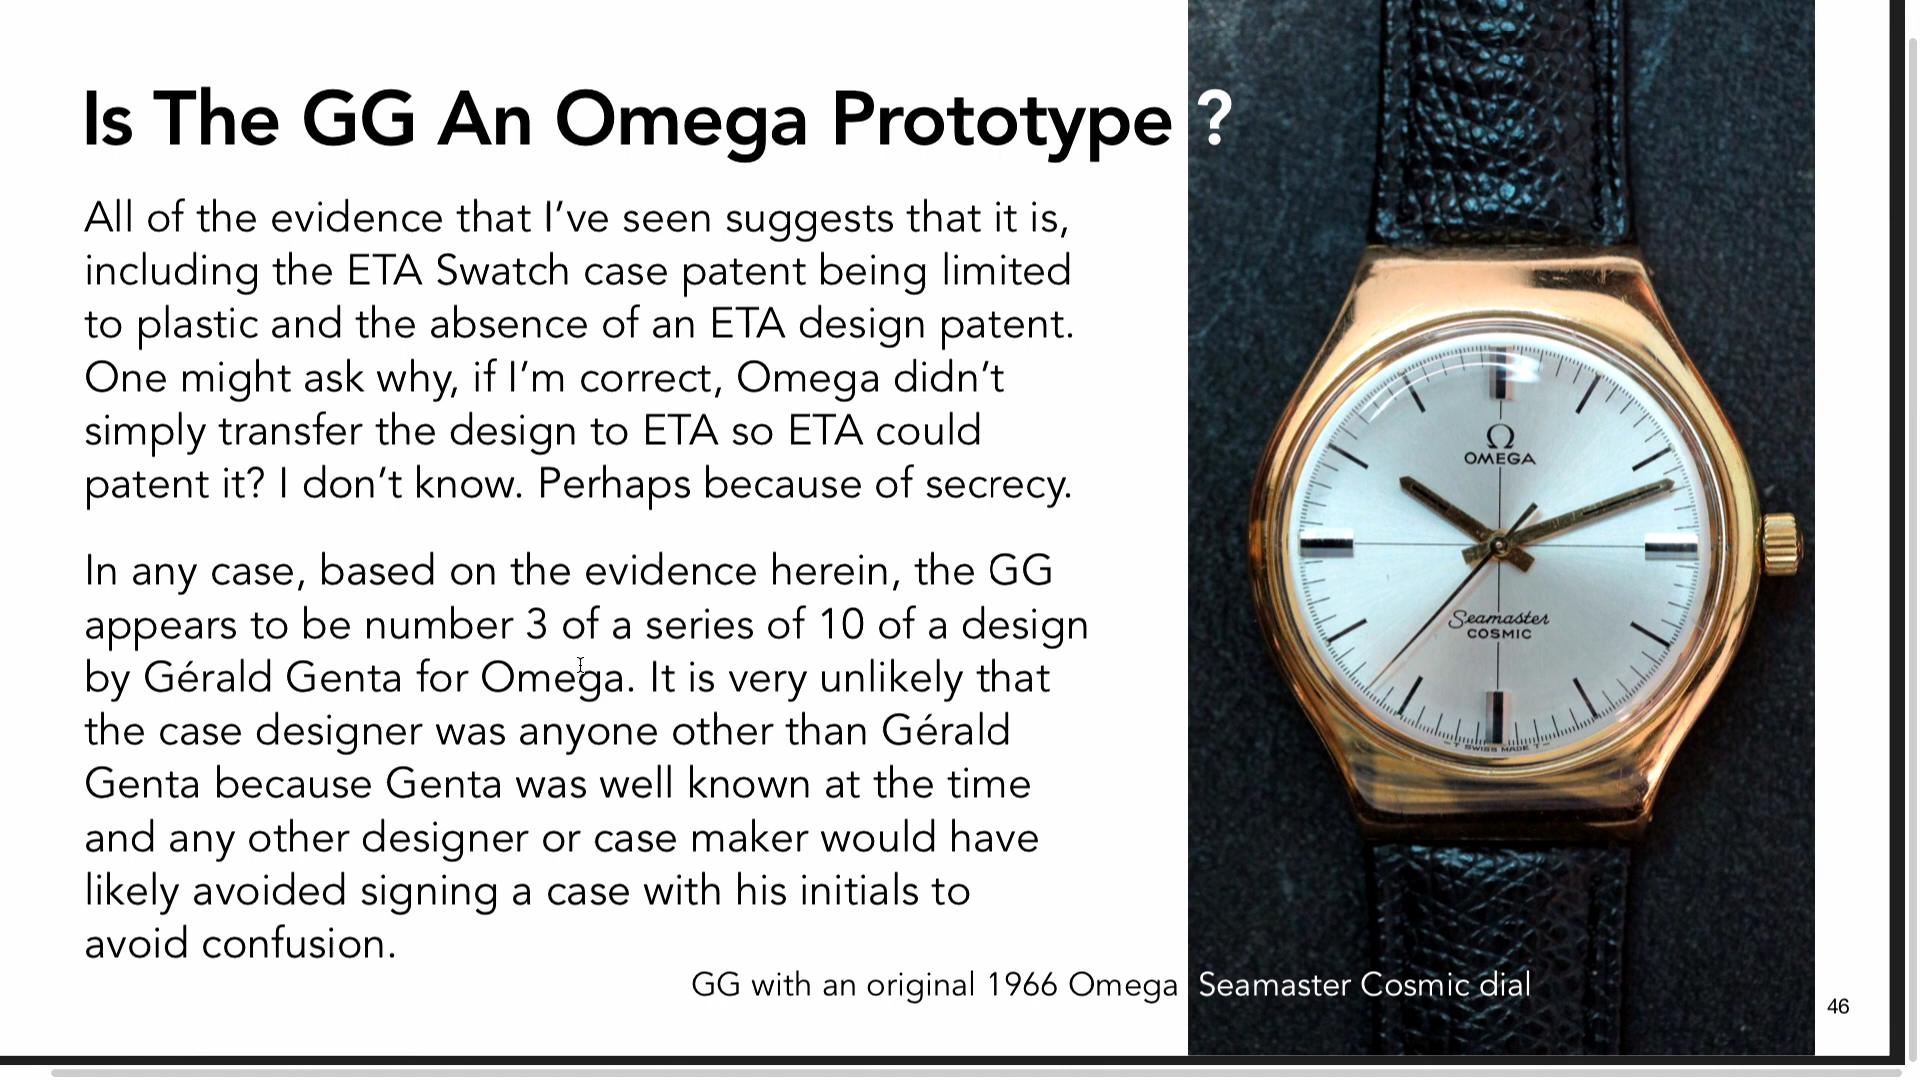 Is The GG An Omega Prototype ?
All of the evidence that I’ve seen suggests that it is,
including the ETA Swatch case patent being limited
to plastic and the absence of an ETA design patent.
One might ask why, if I’m correct, Omega didn’t
simply transfer the design to ETA so ETA could
patent it? I don’t know. Perhaps because of secrecy.
In any case, based on the evidence herein, the GG
appears to be number 3 of a series of 10 of a design
by Gérald Genta for Omega. It is very unlikely that
the case designer was anyone other than Gérald
Genta because Genta was well known at the time
and any other designer or case maker would have
likely avoided signing a case with his initials to
avoid confusion.
Ω
OMEGA
Seamaster
COSMIC
T SWISS MADE T
GG with an original 1966 Omega Seamaster Cosmic dial
46